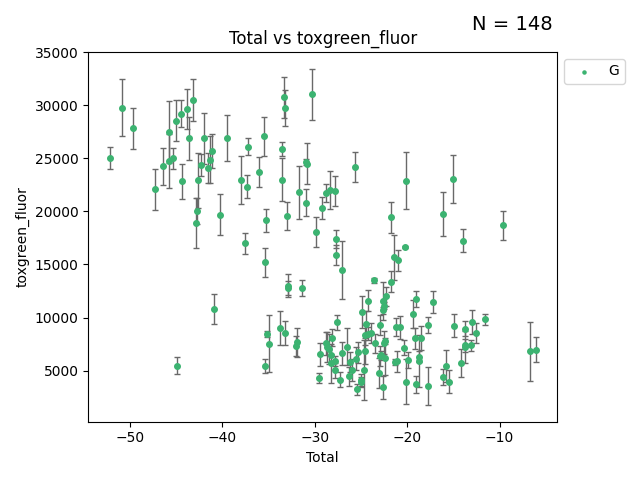 N = 148
Total vs toxgreen_fluor
G
35000
30000
25000
20000
15000
10000
5000
toxgreen_fluor
−50 −40 −30 −20 −10
Total